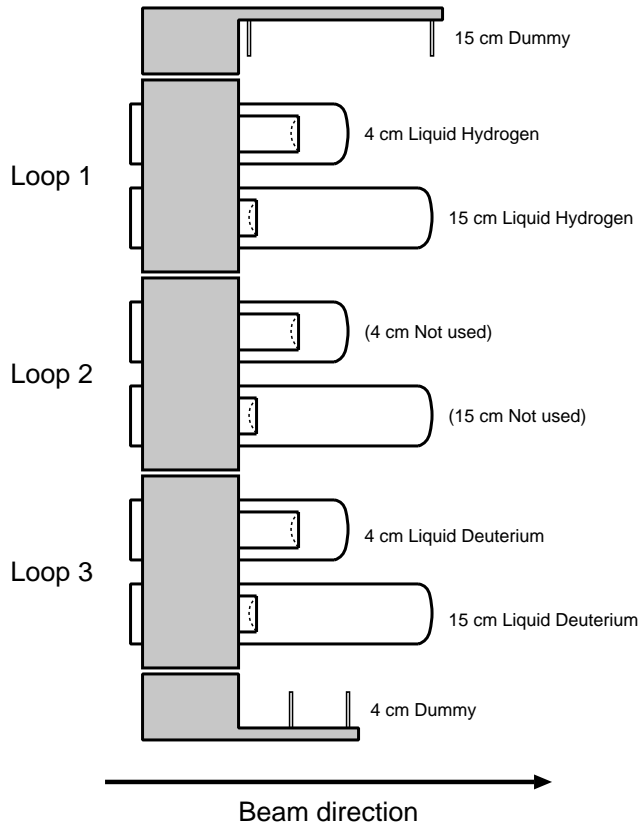 15 cm Dummy
4 cm Liquid Hydrogen
Loop 1
15 cm Liquid Hydrogen
(4 cm Not used)
Loop 2
(15 cm Not used)
4 cm Liquid Deuterium
Loop 3
15 cm Liquid Deuterium
4 cm Dummy
Beam direction